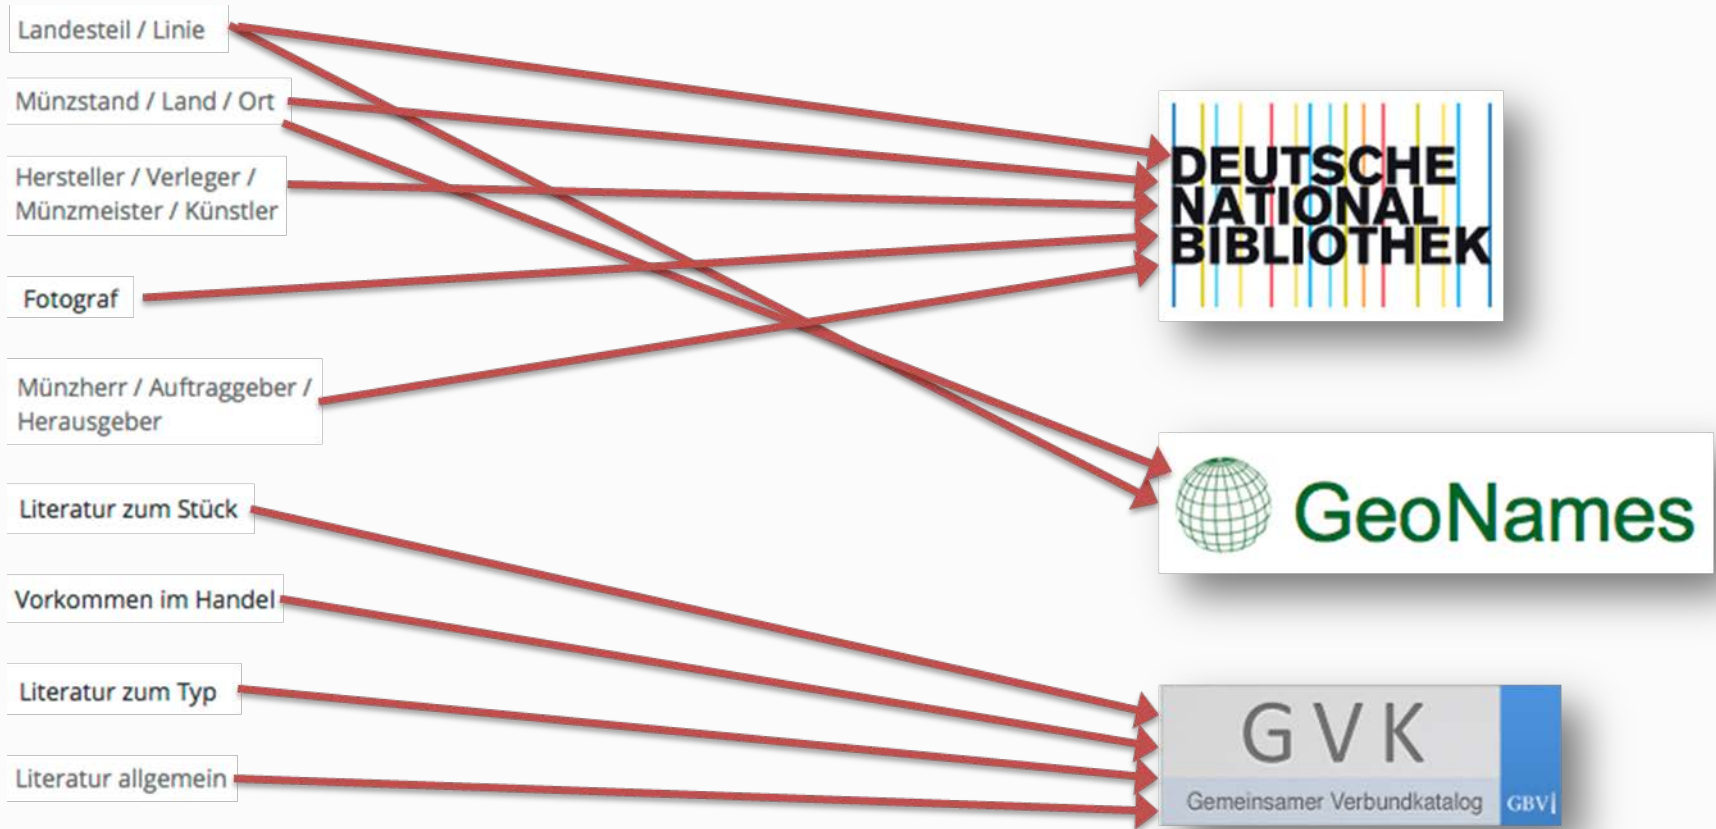 Landesteil / Linie
Münzstand / Land / Ort
Hersteller / Verleger /
Münzmeister / Künstler
Fotograf
Münzherr / Auftraggeber /
Herausgeber
Literatur zum Stück
Vorkommen im Handel
Literatur zum Typ
Literatur allgemein
DEUTSCHE
NATIONAL
BIBLIOTHEK
GeoNames
GVK
Gemeinsamer Verbundkatalog
GBV